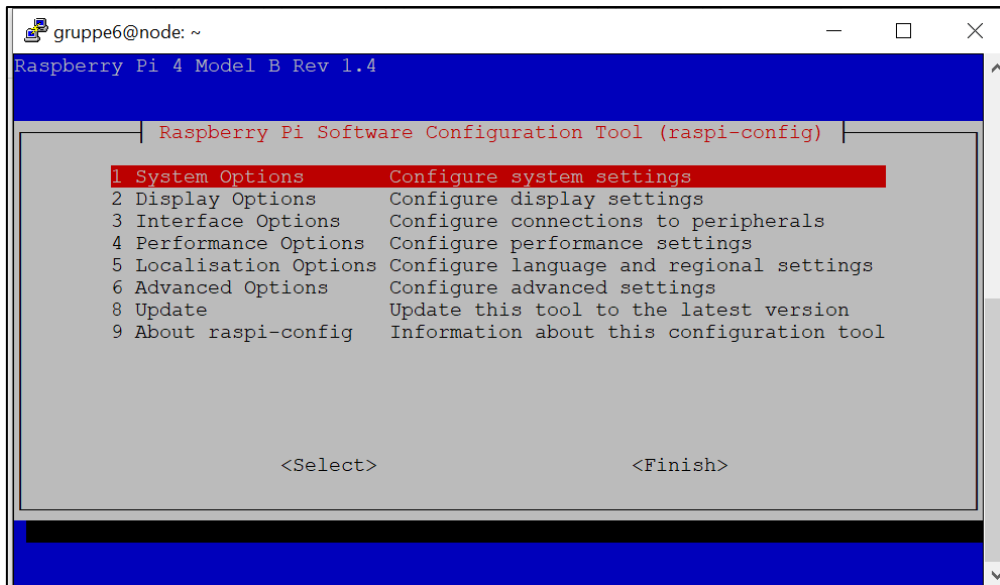 gruppe6@node: ~
Raspberry Pi 4 Model B Rev 1.4
Raspberry Pi Software Configuration Tool (raspi-config)
1 System Options Configure system settings
2 Display Options Configure display settings
3 Interface Options Configure connections to peripherals
4 Performance Options Configure performance settings
5 Localisation Options Configure language and regional settings
6 Advanced Options Configure advanced settings
8 Update Update this tool to the latest version
9 About raspi-config Information about this configuration tool
<Select> <Finish>